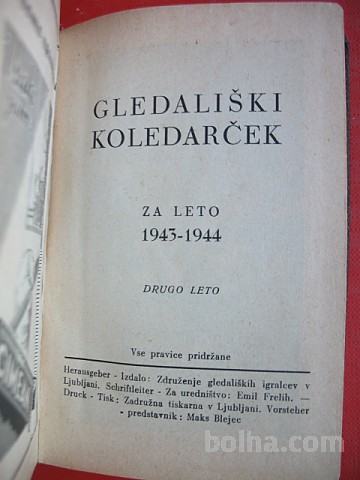 GLEDALIŠKI
KOLEDARČEK
ZA LETO
1943-1944
DRUGO LETO
Vse pravice pridržane
Herausgeber - Izdalo: Združenje gledaliških igralcev v
Ljubljani. Schriftleiter - Za uredništvo: Emil Frelih. —
Druck - Tisk: Zadružna tiskarna v Ljubljani. Vorsteher
- predstavnik: Maks Blejec
bolha.com